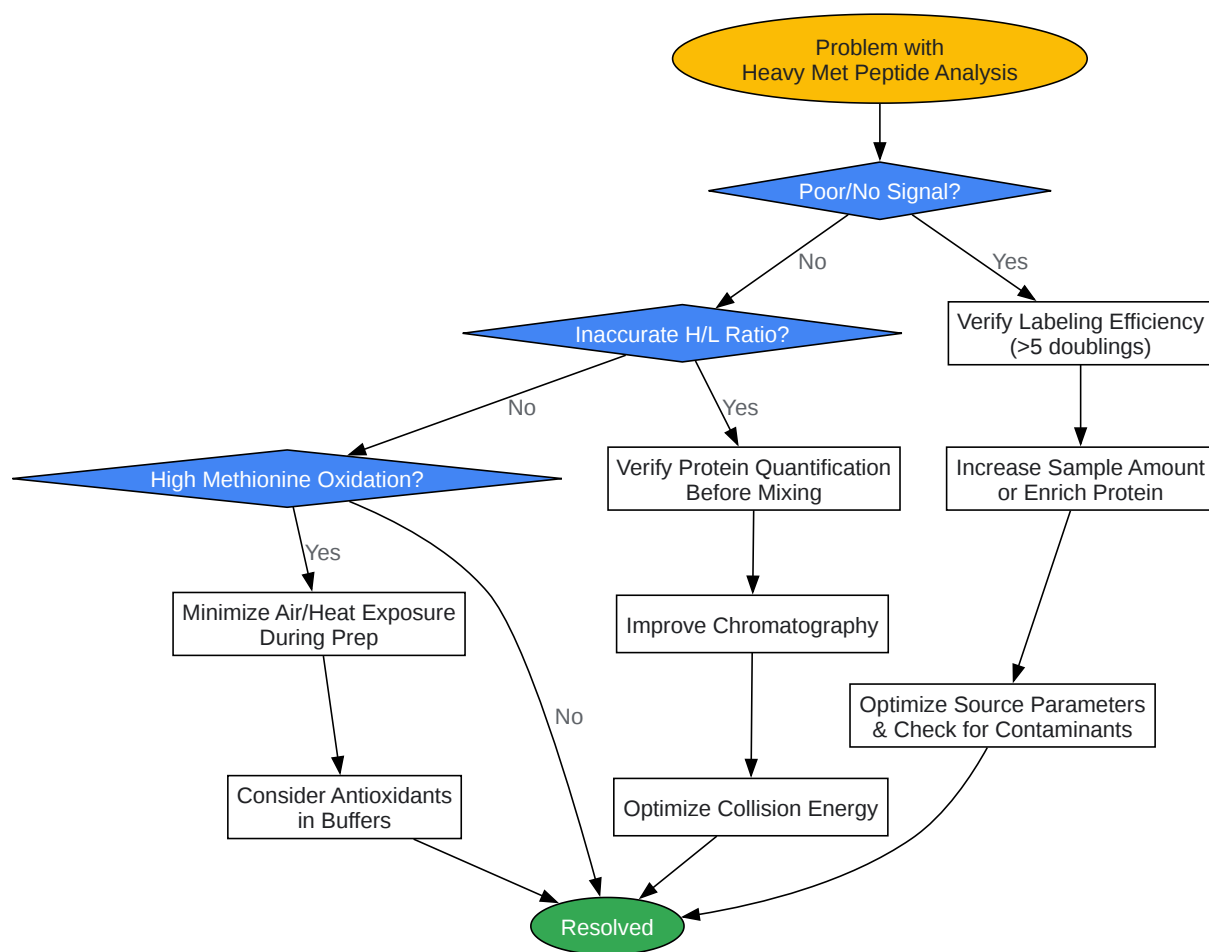 Problem with
Heavy Met Peptide Analysis
Poor/No Signal?
No
Yes
Inaccurate H/L Ratio?
Verify Labeling Efficiency
(>5 doublings)
No
Yes
High Methionine Oxidation?
Verify Protein Quantification
Before Mixing
Increase Sample Amount
or Enrich Protein
Yes
Minimize Air/Heat Exposure
During Prep
Improve Chromatography
No
Optimize Source Parameters
& Check for Contaminants
Consider Antioxidants
in Buffers
Optimize Collision Energy
Resolved